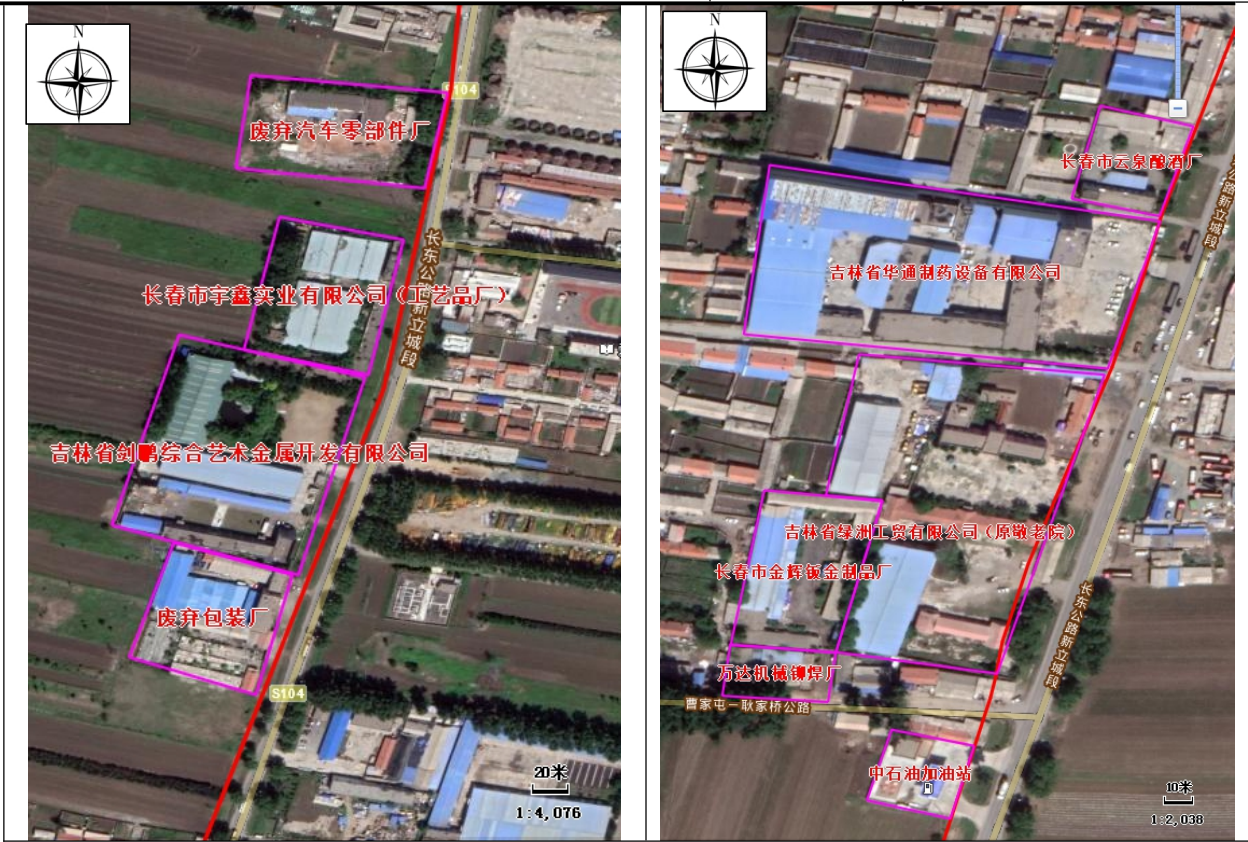 N
S104
废弃汽车零部件厂
长东公路新立城段
长春市宇鑫实业有限公司（工艺品厂）
吉林省剑鹏综合艺术金属开发有限公司
废弃包装厂
S104
20米
1:4,076
N
长春市云泉酿酒厂
公路新立城段
吉林省华通制药设备有限公司
吉林省绿洲工贸有限公司（原敬老院）
长春市金辉钣金制品厂
长东公路新立城段
万达机械铆焊厂
曹家屯－耿家桥公路
中石油加油站
10米
1:2,038